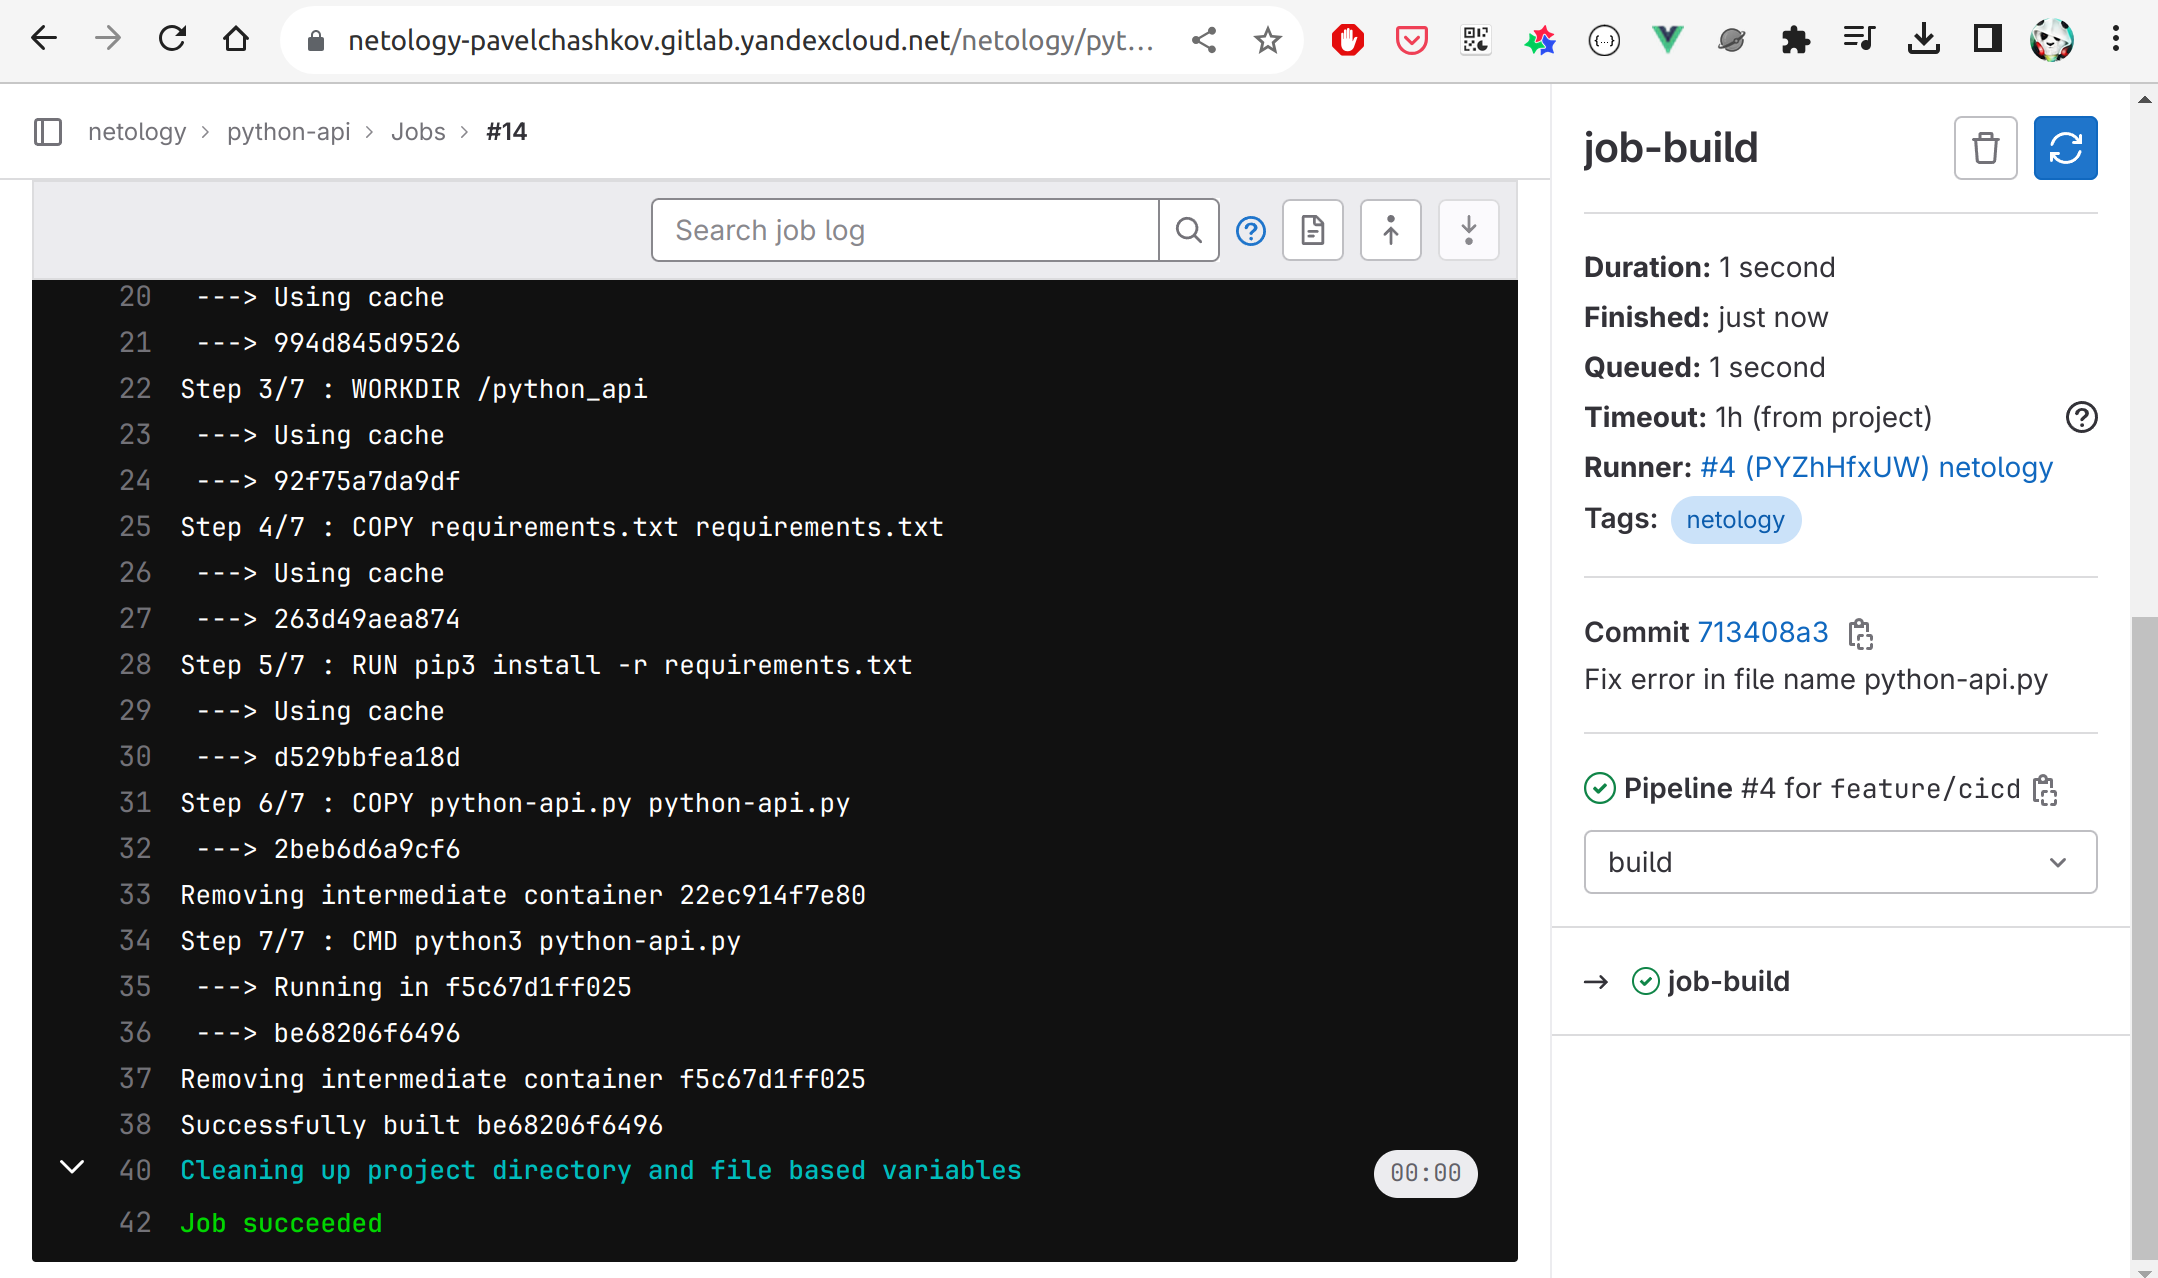 netology-pavelchashkov.gitlab.yandexcloud.net/netology/pyt...
netology > python-api > Jobs > #14
Search job log
20 ---> Using cache
21 ---> 994d845d9526
22 Step 3/7 : WORKDIR /python_api
23 ---> Using cache
24 ---> 92f75a7da9df
25 Step 4/7 : COPY requirements.txt requirements.txt
26 ---> Using cache
27 ---> 263d49aea874
28 Step 5/7 : RUN pip3 install -r requirements.txt
29 ---> Using cache
30 ---> d529bbfea18d
31 Step 6/7 : COPY python-api.py python-api.py
32 ---> 2beb6d6a9cf6
33 Removing intermediate container 22ec914f7e80
34 Step 7/7 : CMD python3 python-api.py
35 ---> Running in f5c67d1ff025
36 ---> be68206f6496
37 Removing intermediate container f5c67d1ff025
38 Successfully built be68206f6496
40 Cleaning up project directory and file based variables 00:00
42 Job succeeded
job-build
Duration: 1 second
Finished: just now
Queued: 1 second
Timeout: 1h (from project)
Runner: #4 (PYZhHfxUW) netology
Tags: netology
Commit 713408a3
Fix error in file name python-api.py
Pipeline #4 for feature/cicd
build
→ job-build